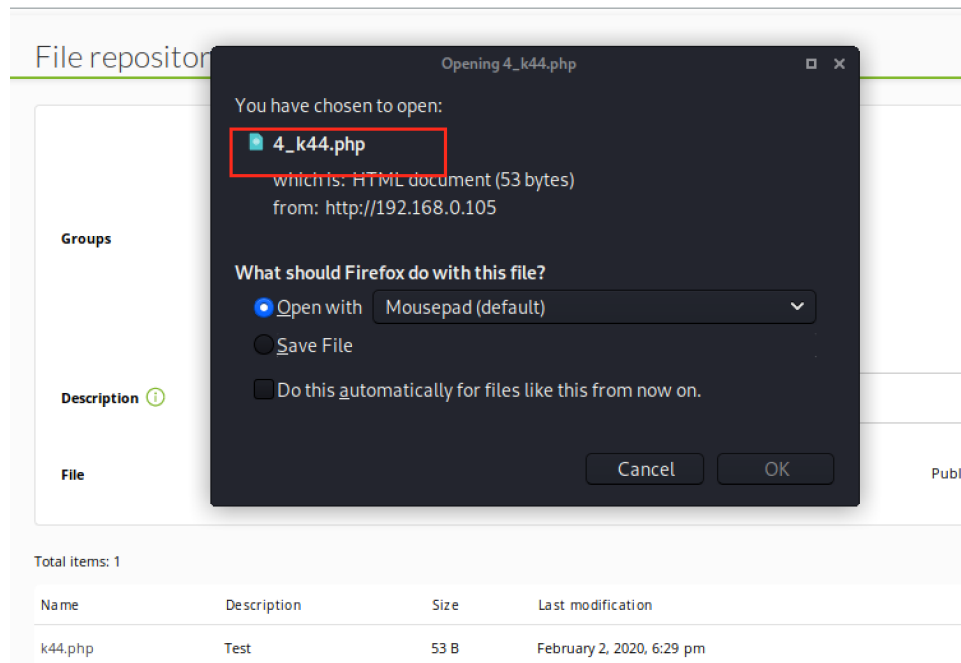 File repositor
Opening 4_k44.php
You have chosen to open:
4_k44.php
which is: HTML document (53 bytes)
from: http://192.168.0.105
Groups
What should Firefox do with this file?
Open with Mousepad (default)
Save File
Do this automatically for files like this from now on.
Description
Cancel OK
File Publ
Total items: 1
Name Description Size Last modification
k44.php Test 53 B February 2, 2020, 6:29 pm